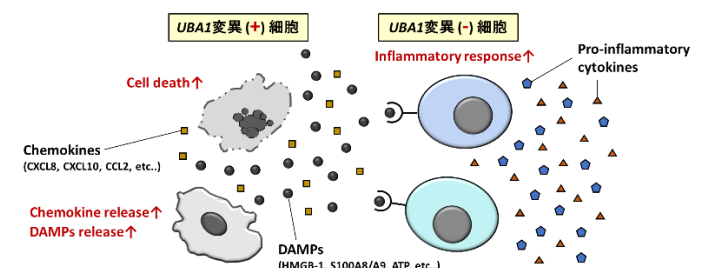 UBA1変異 (+) 細胞
UBA1変異 (-) 細胞
Cell death↑
Inflammatory response↑
Pro-inflammatory
cytokines
Chemokines
(CXCL8, CXCL10, CCL2, etc..)
Chemokine release↑
DAMPs release↑
DAMPs
(HMGB-1, S100A8/A9, ATP, etc..)